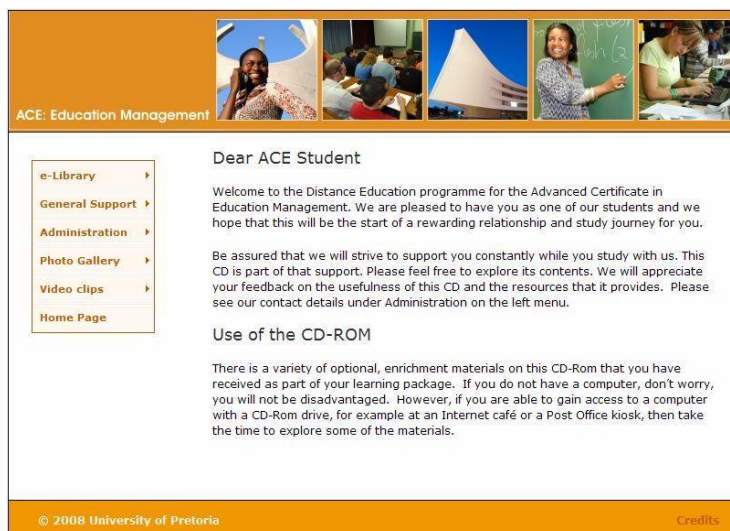 ACE: Education Management
e-Library
General Support
Administration
Photo Gallery
Video clips
Home Page
Dear ACE Student
Welcome to the Distance Education programme for the Advanced Certificate in
Education Management. We are pleased to have you as one of our students and we
hope that this will be the start of a rewarding relationship and study journey for you.
Be assured that we will strive to support you constantly while you study with us. This
CD is part of that support. Please feel free to explore its contents. We will appreciate
your feedback on the usefulness of this CD and the resources that it provides.  Please
see our contact details under Administration on the left menu.
Use of the CD-ROM
There is a variety of optional, enrichment materials on this CD-Rom that you have
received as part of your learning package.  If you do not have a computer, don’t worry,
you will not be disadvantaged.  However, if you are able to gain access to a computer
with a CD-Rom drive, for example at an Internet café or a Post Office kiosk, then take
the time to explore some of the materials.
© 2008 University of Pretoria
Credits